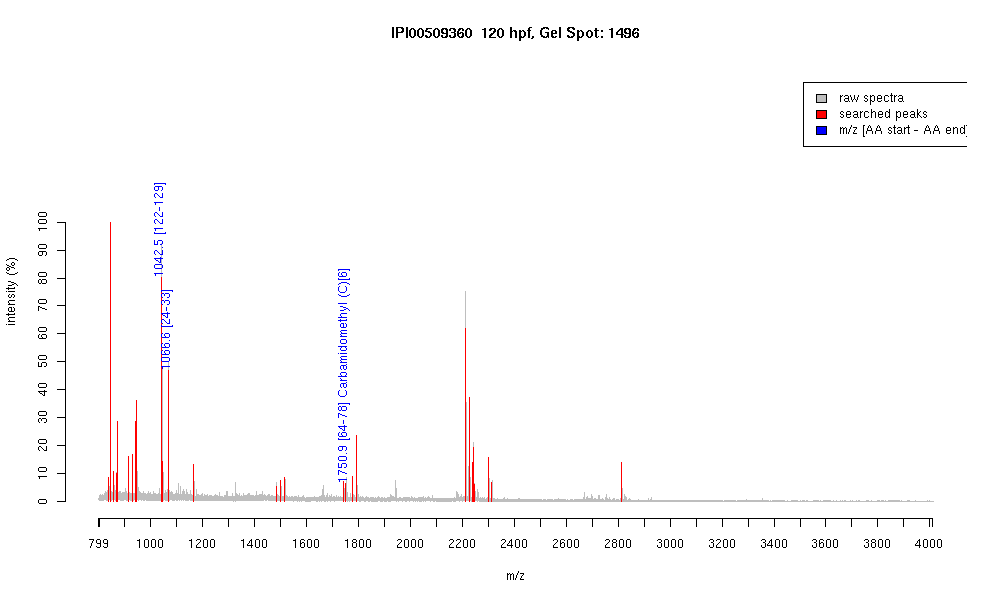 IPI00509360  120 hpf, Gel Spot: 1496
raw spectra
searched peaks
m/z [AA start - AA end]
intensity (%)
0
10
20
30
40
50
60
70
80
90
100
1042.5 [122-129]
1066.6 [24-33]
1750.9 [64-78] Carbamidomethyl (C)[6]
799 1000 1200 1400 1600 1800 2000 2200 2400 2600 2800 3000 3200 3400 3600 3800 4000
m/z